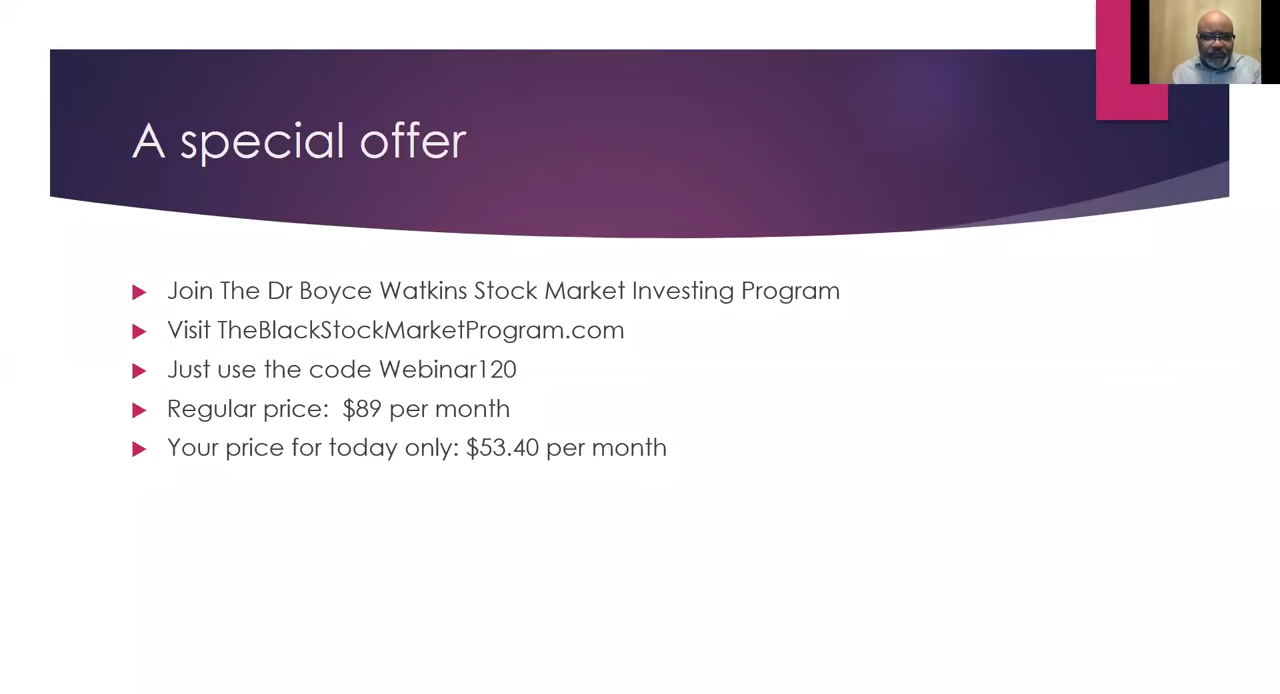 A special offer
Join The Dr Boyce Watkins Stock Market Investing Program
Visit TheBlackStockMarketProgram.com
Just use the code Webinar120
Regular price:  $89 per month
Your price for today only: $53.40 per month